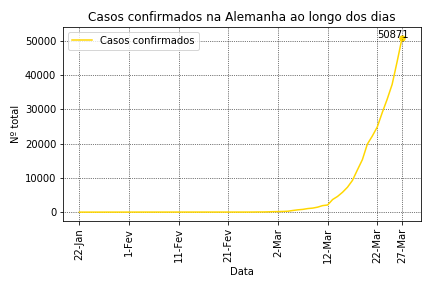 Casos confirmados na Alemanha ao longo dos dias
Casos confirmados
50871
Nº total
50000
40000
30000
20000
10000
0
22-Jan
1-Fev
11-Fev
21-Fev
2-Mar
12-Mar
22-Mar
27-Mar
Data